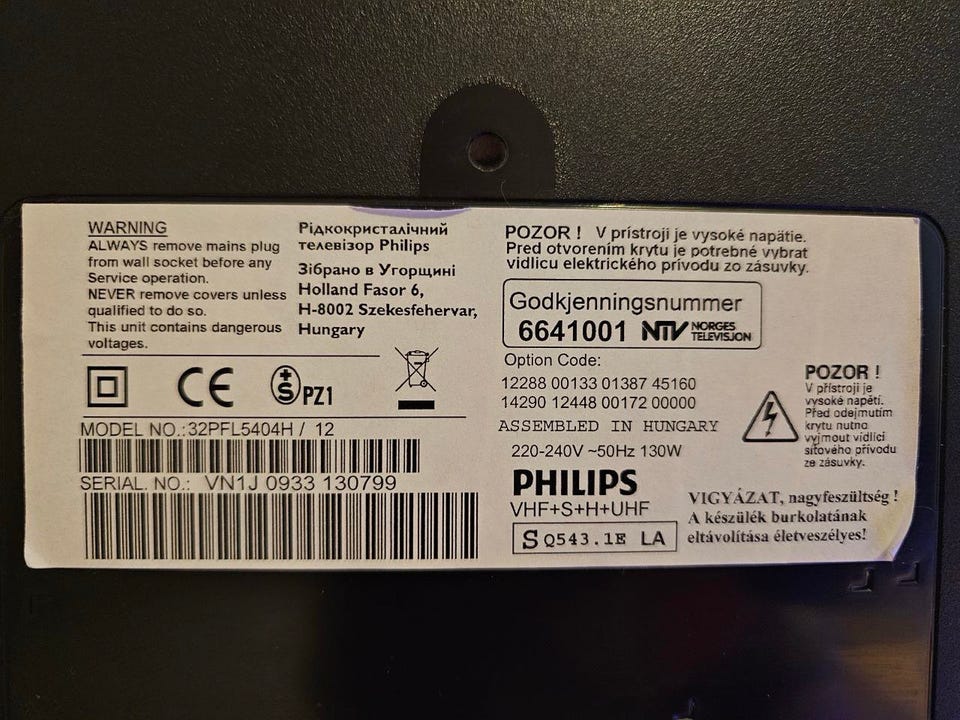 WARNING
ALWAYS remove mains plug
from wall socket before any
Service operation.
NEVER remove covers unless
qualified to do so.
This unit contains dangerous
voltages.
Рідкокристалічний
телевізор Philips
Зібрано в Угорщині
Holland Fasor 6,
H-8002 Szekesfehervar,
Hungary
CE
+
S PZ1
MODEL NO.:32PFL5404H / 12
SERIAL. NO.: VN1J 0933 130799
POZOR ! V prístroji je vysoké napätie.
Pred otvorením krytu je potrebné vybrat
vidlicu elektrického prívodu zo zásuvky.
Godkjenningsnummer
6641001 NTV NORGES
TELEVISJON
Option Code:
12288 00133 01387 45160
14290 12448 00172 00000
ASSEMBLED IN HUNGARY
220-240V ~50Hz 130W
PHILIPS
VHF+S+H+UHF
S Q543.1E LA
POZOR !
V přístroji je
vysoké napětí.
Před odejmutím
krytu nutno
vyjmout vidlici
síťového přívodu
ze zásuvky.
VIGYÁZAT, nagyfeszültség !
A készülék burkolatának
eltávolítása életveszélyes!